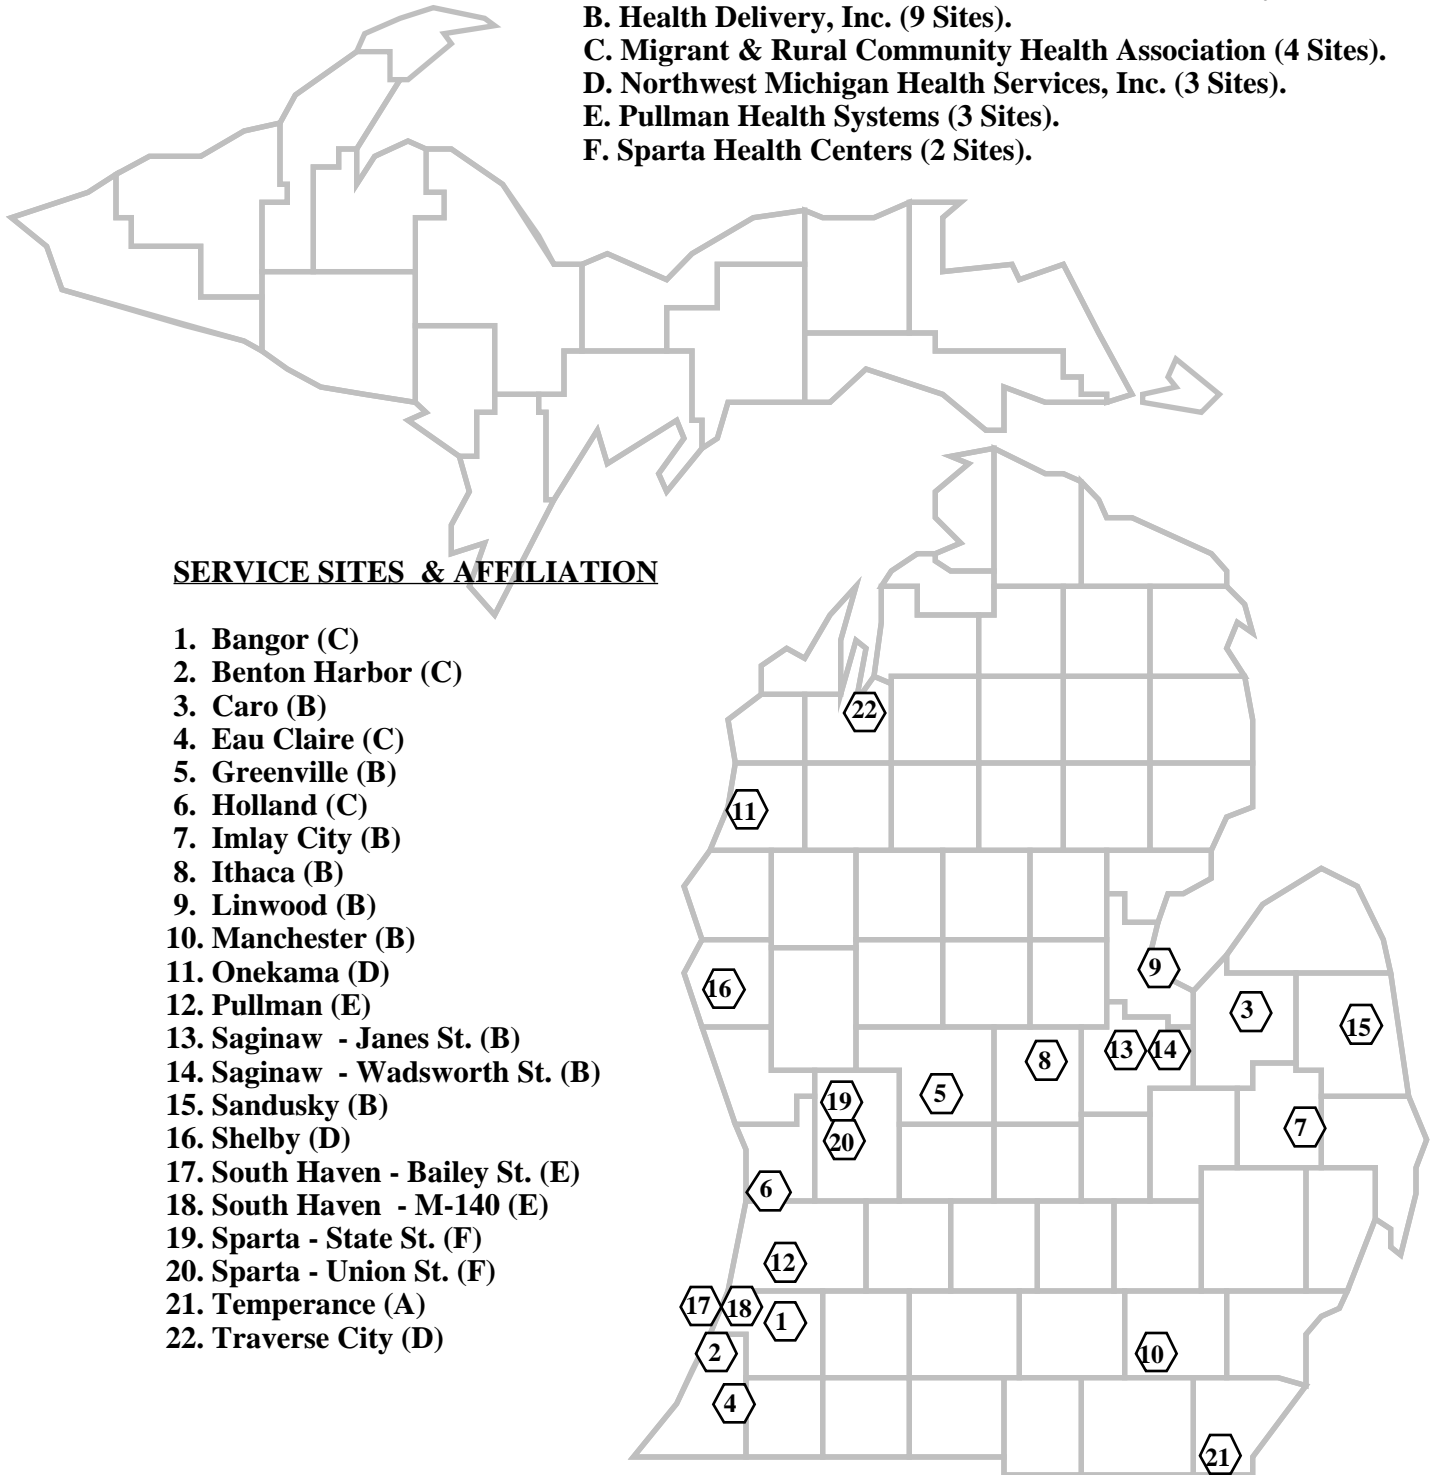 B. Health Delivery, Inc. (9 Sites).
C. Migrant & Rural Community Health Association (4 Sites).
D. Northwest Michigan Health Services, Inc. (3 Sites).
E. Pullman Health Systems (3 Sites).
F. Sparta Health Centers (2 Sites).
SERVICE SITES & AFFILIATION
1. Bangor (C)
2. Benton Harbor (C)
3. Caro (B)
4. Eau Claire (C)
5. Greenville (B)
6. Holland (C)
7. Imlay City (B)
8. Ithaca (B)
9. Linwood (B)
10. Manchester (B)
11. Onekama (D)
12. Pullman (E)
13. Saginaw - Janes St. (B)
14. Saginaw - Wadsworth St. (B)
15. Sandusky (B)
16. Shelby (D)
17. South Haven - Bailey St. (E)
18. South Haven - M-140 (E)
19. Sparta - State St. (F)
20. Sparta - Union St. (F)
21. Temperance (A)
22. Traverse City (D)
22
11
9
16
3
15
13 14
8
5
19
7
20
6
12
17 18
1
2
10
4
21